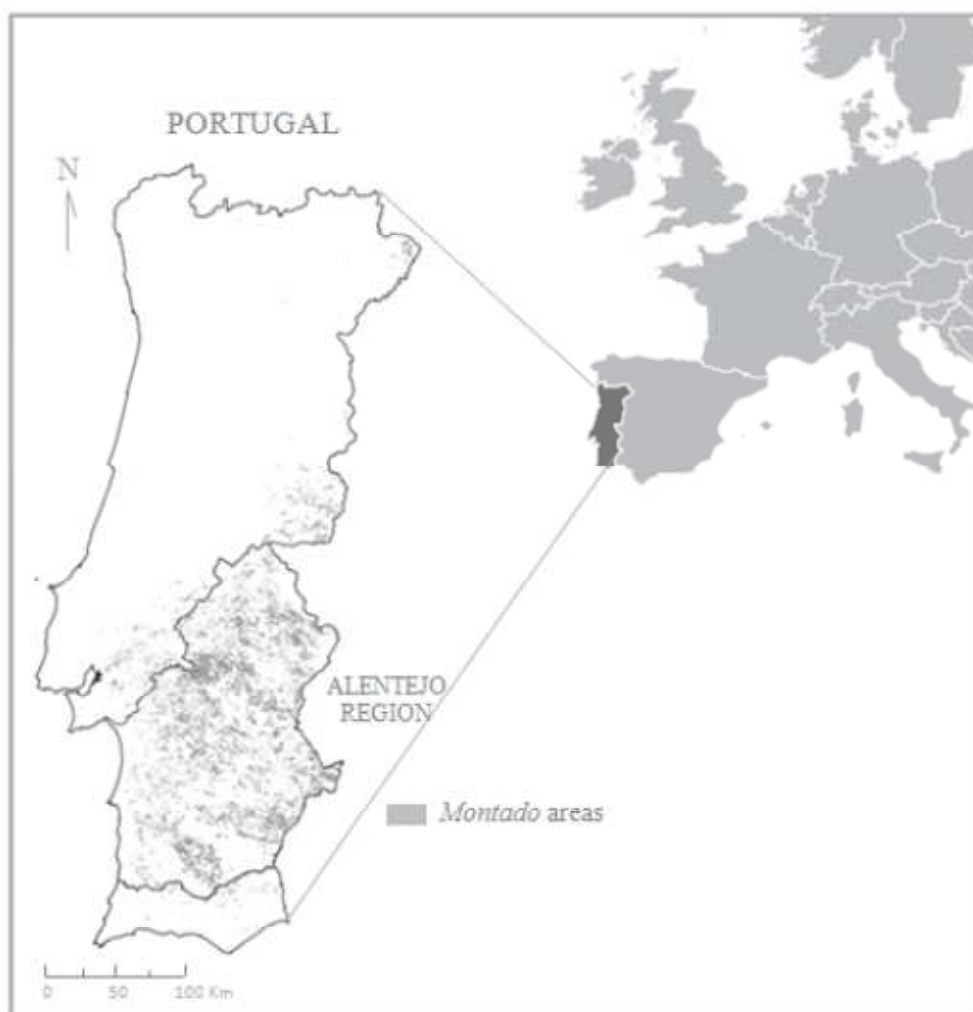 PORTUGAL
N
ALENTEJO
REGION
Montado areas
0 50 100 Km